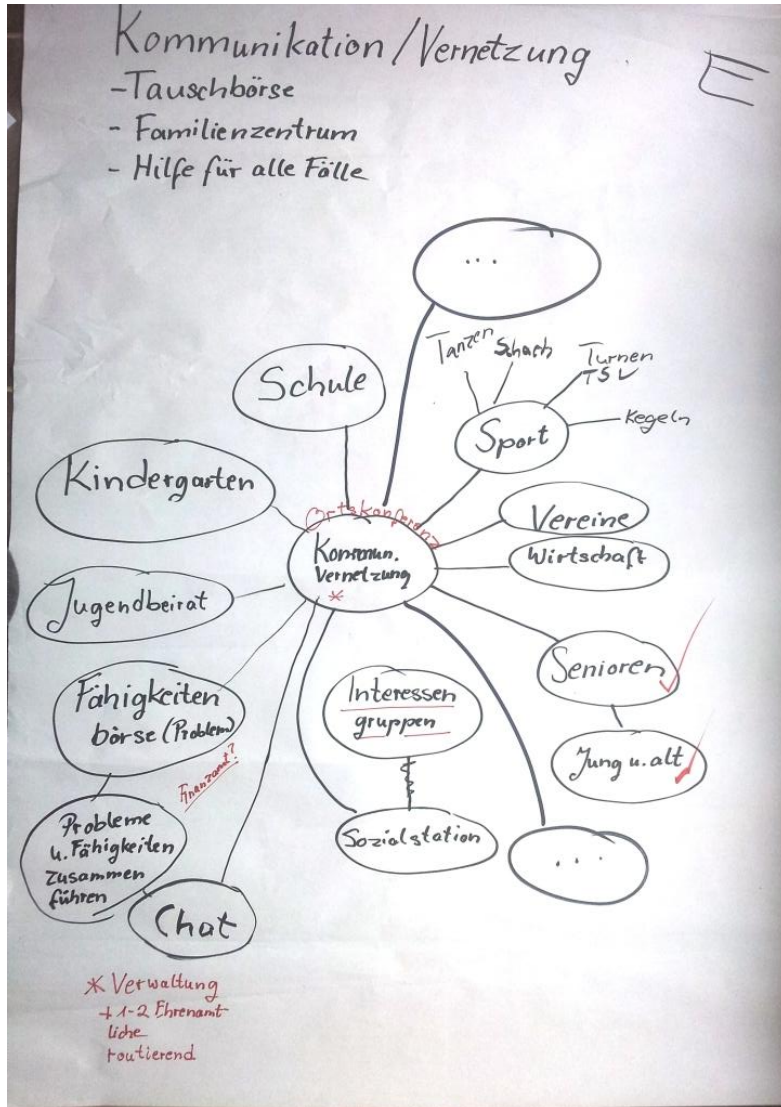 Kommunikation/Vernetzung
E
-Tauschbörse
- Familienzentrum
- Hilfe für alle Fälle
...
Tanzen
Schach
Turnen
TSV
Kegeln
Schule
Sport
Kindergarten
Ortskonferenz
Vereine
Kommun.
Vernetzung
*
Wirtschaft
Jugendbeirat
Senioren
Interessen
gruppen
Fähigkeiten
börse (Problem)
Jung u. alt
Finanzamt?
Probleme
u. Fähigkeiten
zusammen
führen
Sozialstation
...
Chat
* Verwaltung
+ 1-2 Ehrenamt-
liche
routierend